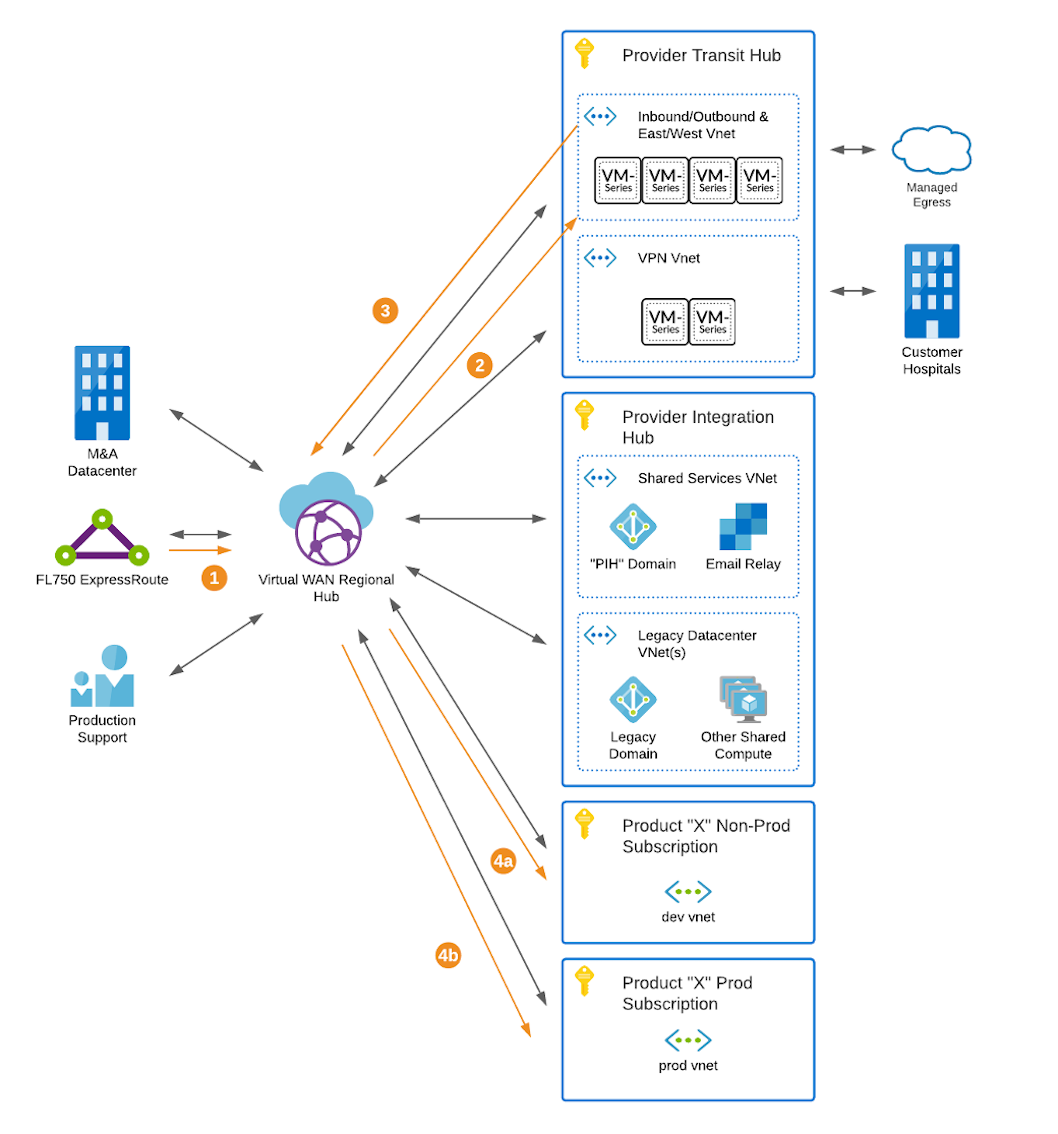 Provider Transit Hub
Inbound/Outbound &
East/West Vnet
VM-
Series
VM-
Series
VM-
Series
VM-
Series
Managed
Egress
VPN Vnet
VM-
Series
VM-
Series
Customer
Hospitals
3
2
M&A
Datacenter
FL750 ExpressRoute
1
Virtual WAN Regional
Hub
Production
Support
Provider Integration
Hub
Shared Services VNet
"PIH" Domain
Email Relay
Legacy Datacenter
VNet(s)
Legacy
Domain
Other Shared
Compute
4a
Product "X" Non-Prod
Subscription
dev vnet
4b
Product "X" Prod
Subscription
prod vnet